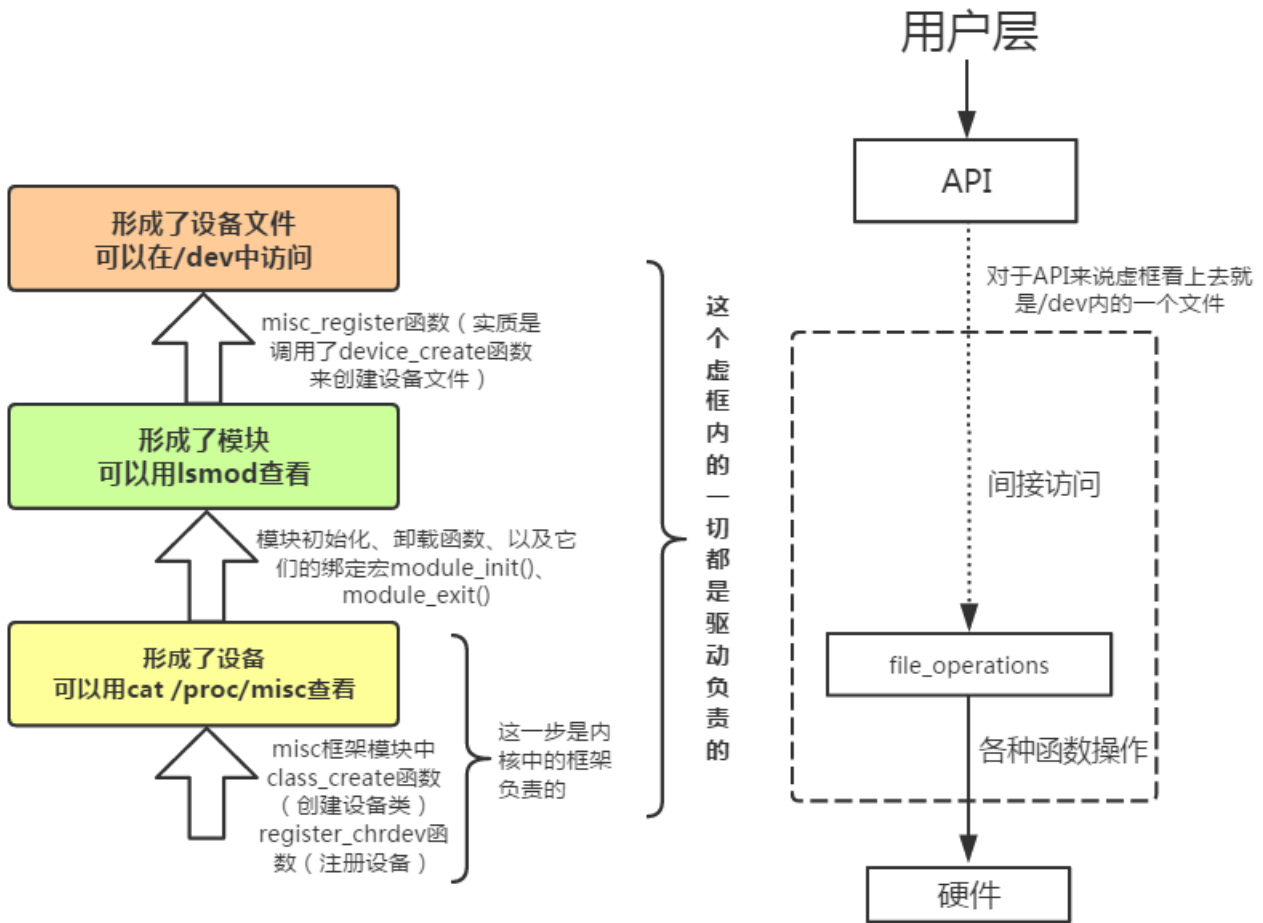 用户层
API
对于API来说虚框看上去就
是/dev内的一个文件
间接访问
file_operations
各种函数操作
硬件
形成了设备文件
可以在/dev中访问
misc_register函数（实质是
调用了device_create函数
来创建设备文件）
形成了模块
可以用lsmod查看
模块初始化、卸载函数、以及它
们的绑定宏module_init()、
module_exit()
形成了设备
可以用cat /proc/misc查看
misc框架模块中
class_create函数
（创建设备类）
register_chrdev函
数（注册设备）
这一步是内
核中的框架
负责的
这个虚框内的一切都是驱动负责的